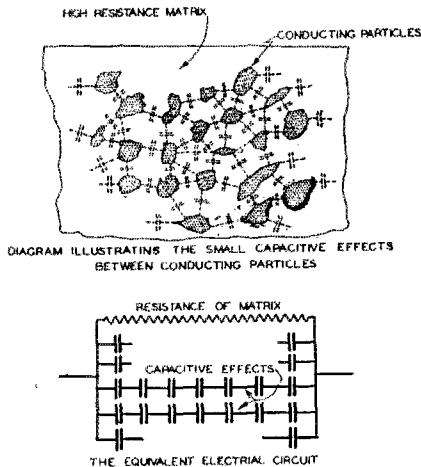 HIGH RESISTANCE MATRIX
CONDUCTING PARTICLES
DIAGRAM ILLUSTRATING THE SMALL CAPACITIVE EFFECTS
BETWEEN CONDUCTING PARTICLES
RESISTANCE OF MATRIX
CAPACITIVE EFFECTS
THE EQUIVALENT ELECTRIAL CIRCUIT